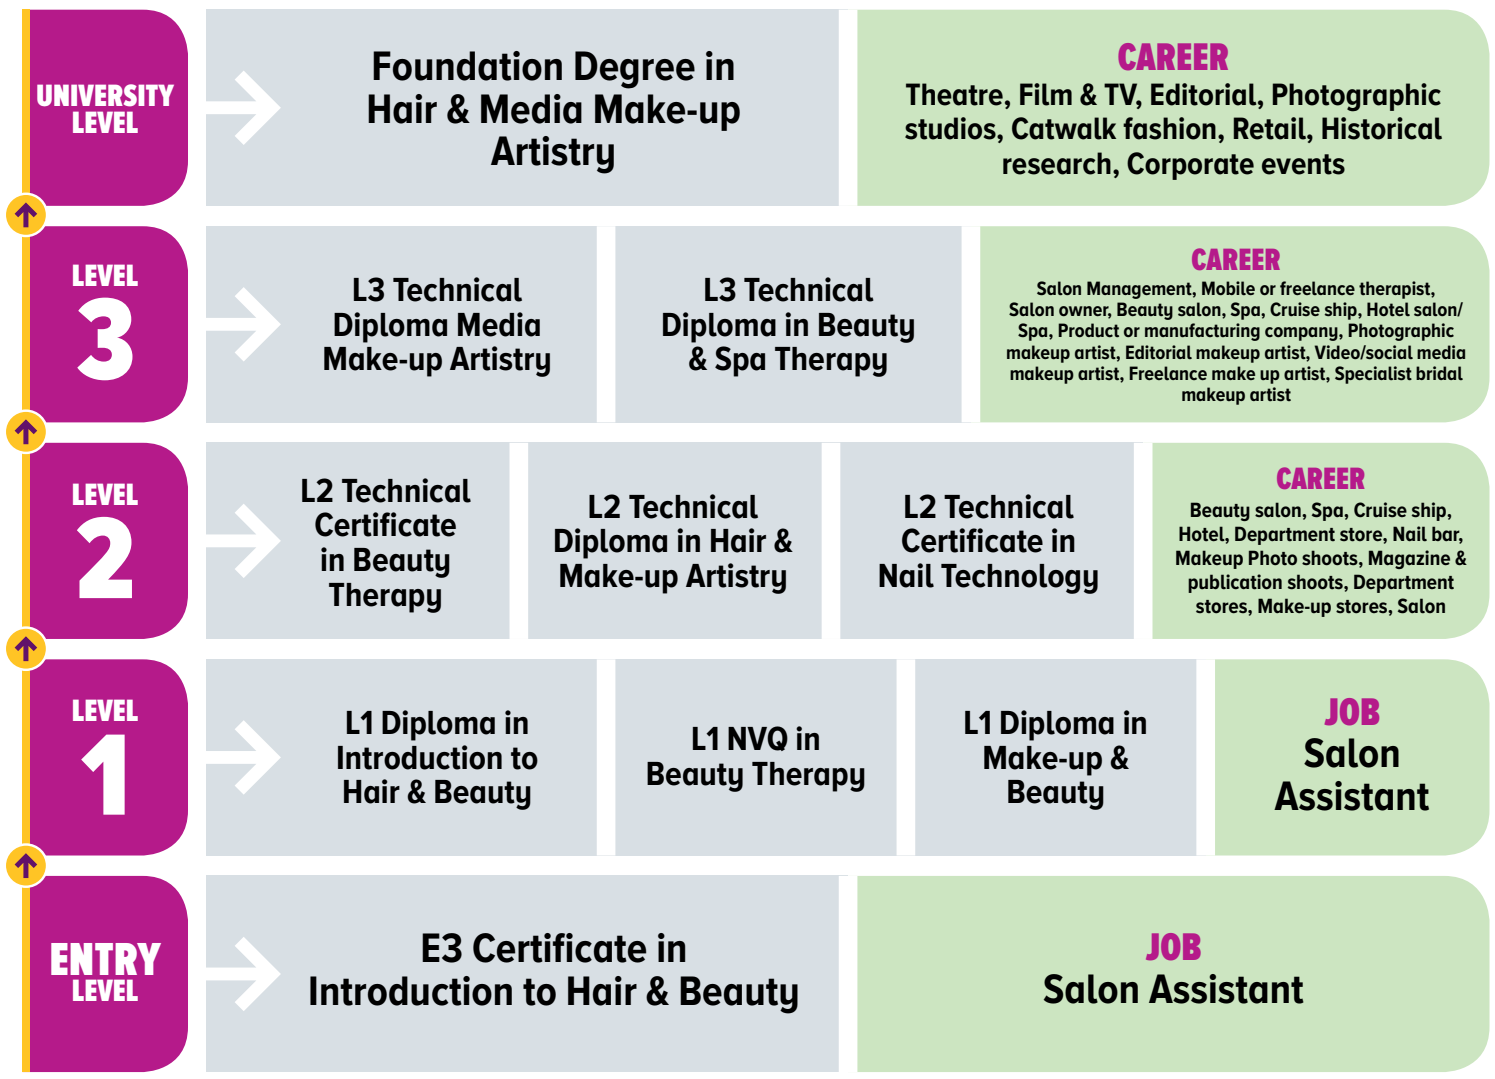 UNIVERSITY
LEVEL
Foundation Degree in
Hair & Media Make-up
Artistry
CAREER
Theatre, Film & TV, Editorial, Photographic
studios, Catwalk fashion, Retail, Historical
research, Corporate events
LEVEL
3
L3 Technical
Diploma Media
Make-up Artistry
L3 Technical
Diploma in Beauty
& Spa Therapy
CAREER
Salon Management, Mobile or freelance therapist,
Salon owner, Beauty salon, Spa, Cruise ship, Hotel salon/
Spa, Product or manufacturing company, Photographic
makeup artist, Editorial makeup artist, Video/social media
makeup artist, Freelance make up artist, Specialist bridal
makeup artist
LEVEL
2
L2 Technical
Certificate
in Beauty
Therapy
L2 Technical
Diploma in Hair &
Make-up Artistry
L2 Technical
Certificate in
Nail Technology
CAREER
Beauty salon, Spa, Cruise ship,
Hotel, Department store, Nail bar,
Makeup Photo shoots, Magazine &
publication shoots, Department
stores, Make-up stores, Salon
LEVEL
1
L1 Diploma in
Introduction to
Hair & Beauty
L1 NVQ in
Beauty Therapy
L1 Diploma in
Make-up &
Beauty
JOB
Salon
Assistant
ENTRY
LEVEL
E3 Certificate in
Introduction to Hair & Beauty
JOB
Salon Assistant